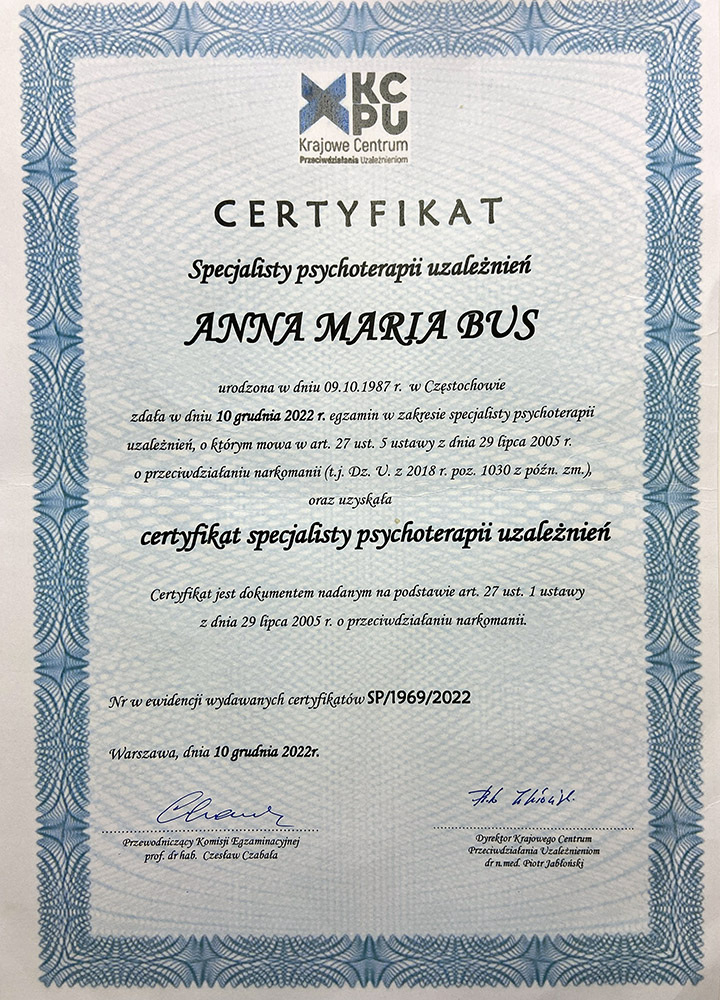 KC
PU
Krajowe Centrum
Przeciwdziałania Uzależnieniom
CERTYFIKAT
Specjalisty psychoterapii uzależnień
ANNA MARIA BUS
urodzona w dniu 09.10.1987 r. w Częstochowie
zdała w dniu 10 grudnia 2022 r. egzamin w zakresie specjalisty psychoterapii
uzależnień, o którym mowa w art. 27 ust. 5 ustawy z dnia 29 lipca 2005 r.
o przeciwdziałaniu narkomanii (t.j. Dz. U. z 2018 r. poz. 1030 z późn. zm.),
oraz uzyskała
certyfikat specjalisty psychoterapii uzależnień
Certyfikat jest dokumentem nadanym na podstawie art. 27 ust. 1 ustawy
z dnia 29 lipca 2005 r. o przeciwdziałaniu narkomanii.
Nr w ewidencji wydawanych certyfikatów SP/1969/2022
Warszawa, dnia 10 grudnia 2022r.
Przewodniczący Komisji Egzaminacyjnej
prof. dr hab. Czesław Czabała
Dyrektor Krajowego Centrum
Przeciwdziałania Uzależnieniom
dr n.med. Piotr Jabłoński